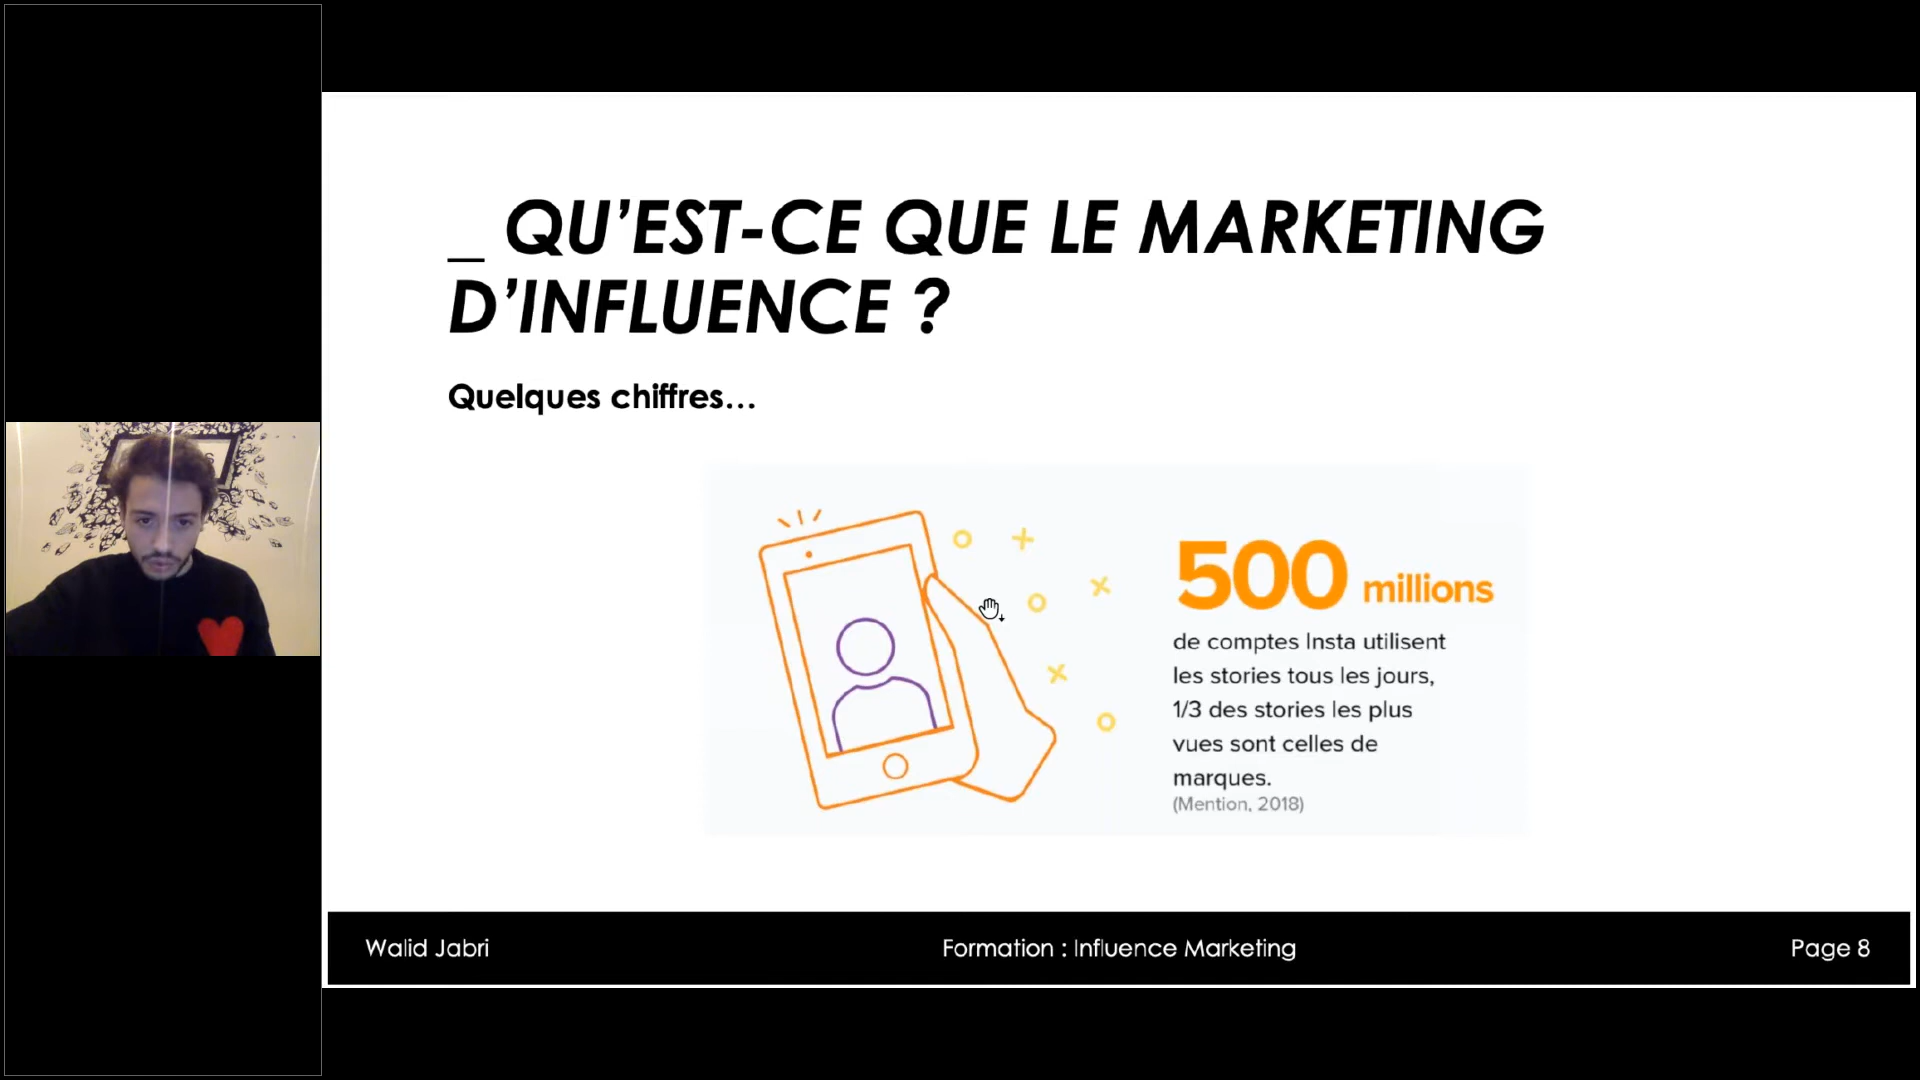 _ QU’EST-CE QUE LE MARKETING
D’INFLUENCE ?
Quelques chiffres…
500 millions
de comptes Insta utilisent
les stories tous les jours,
1/3 des stories les plus
vues sont celles de
marques.
(Mention, 2018)
Walid Jabri
Formation : Influence Marketing
Page 8